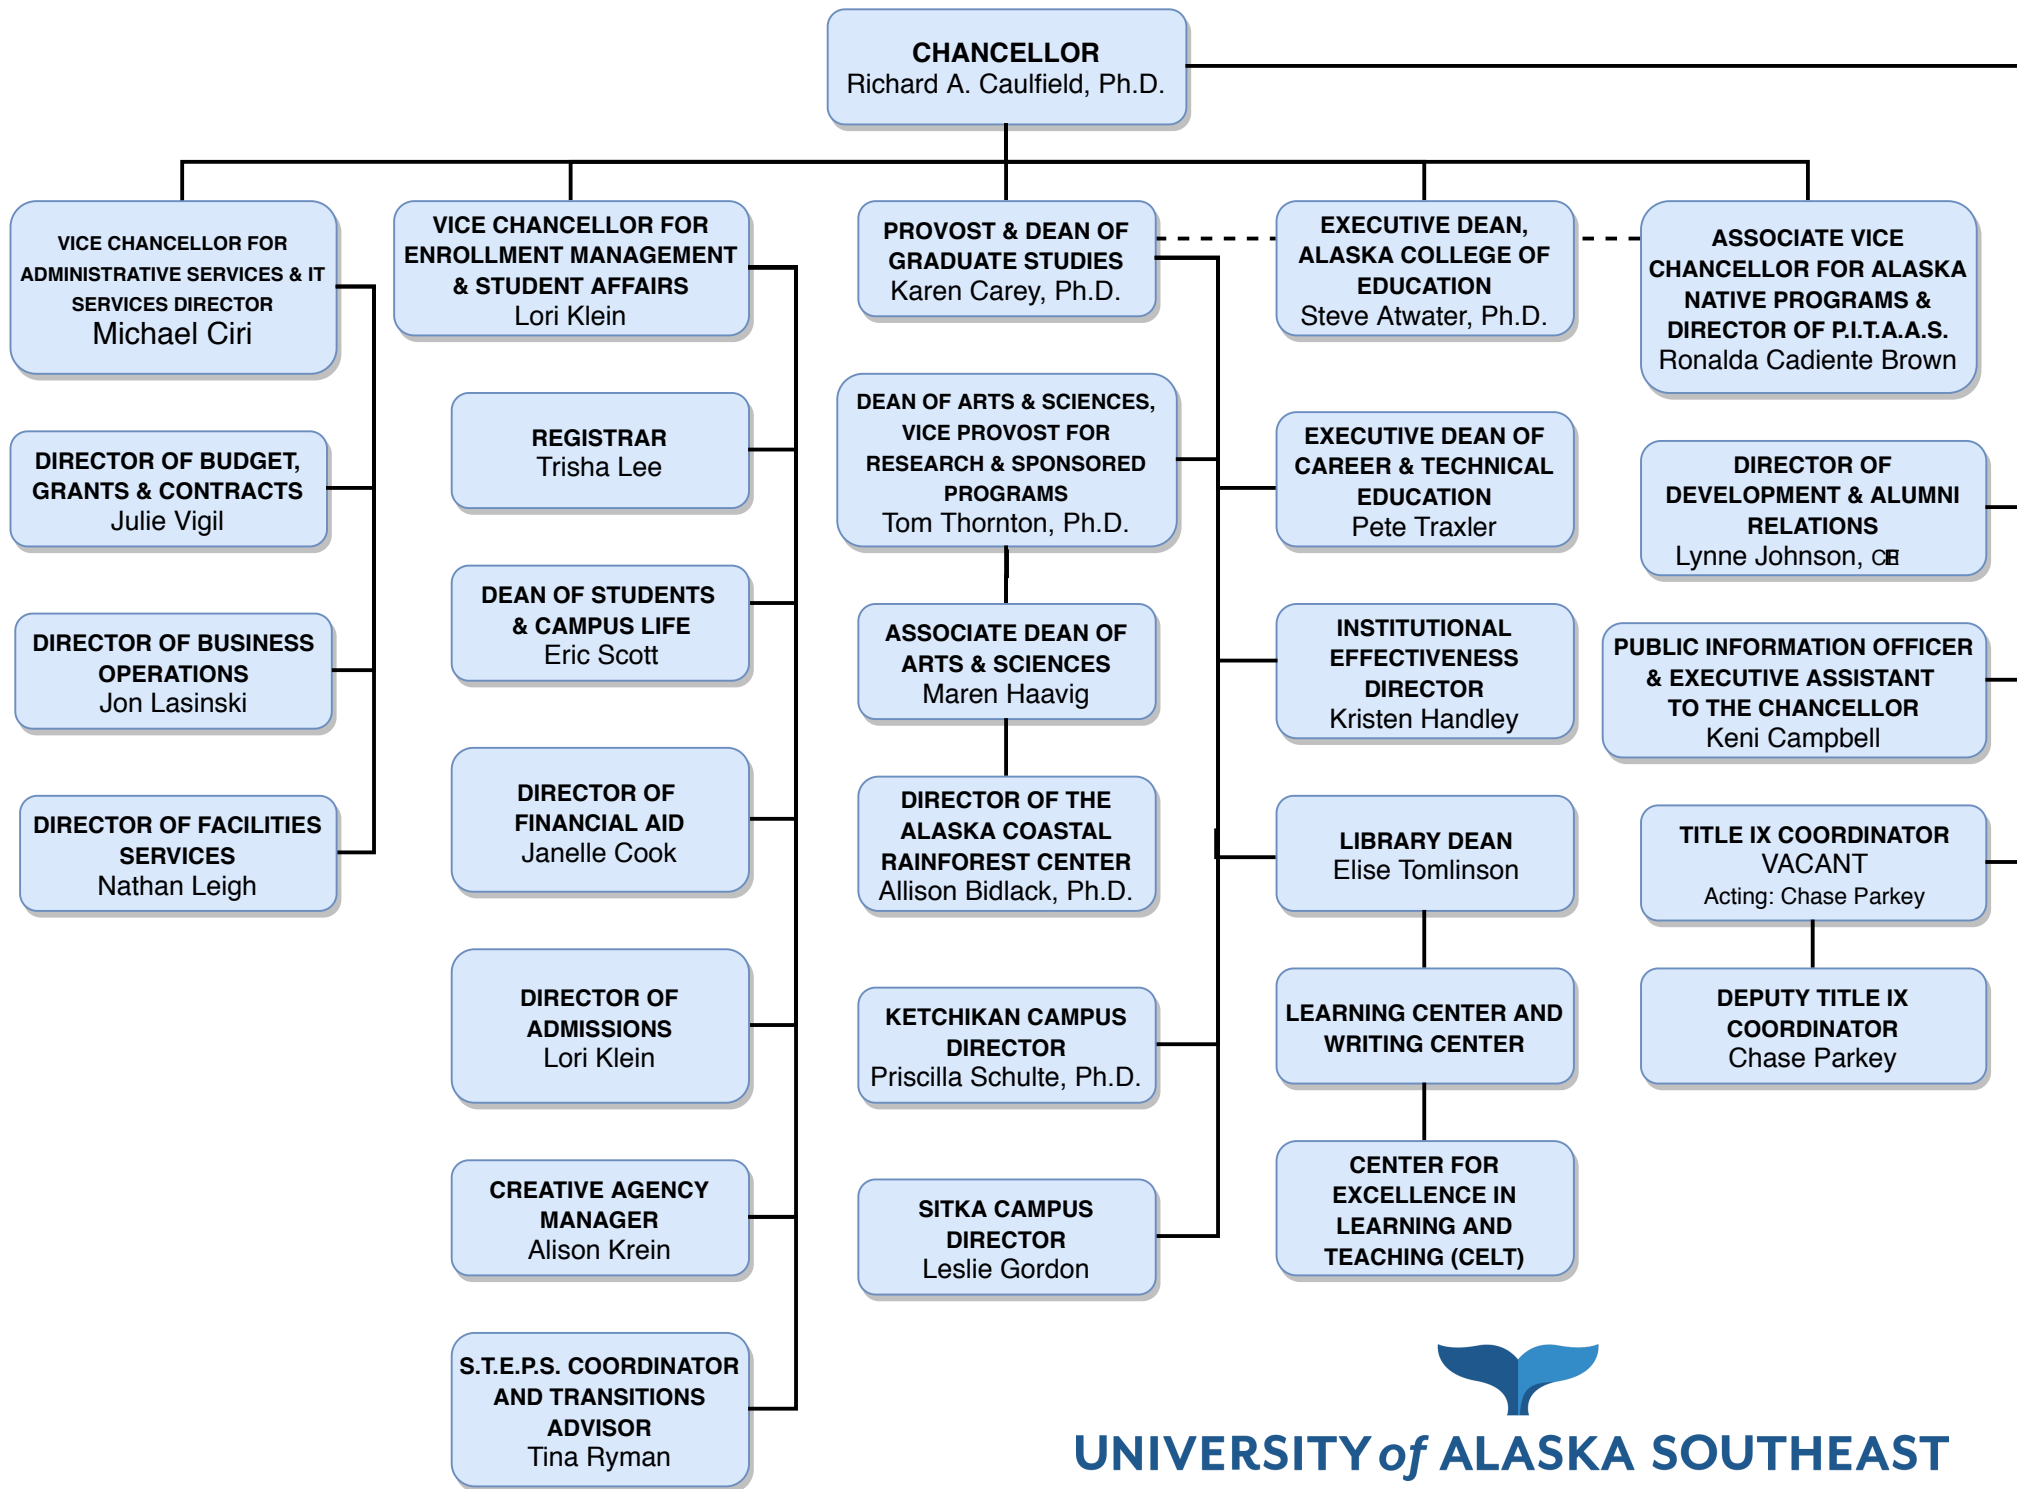 CHANCELLOR
Richard A. Caulfield, Ph.D.
VICE CHANCELLOR FOR
ADMINISTRATIVE SERVICES & IT
SERVICES DIRECTOR
Michael Ciri
DIRECTOR OF BUDGET,
GRANTS & CONTRACTS
Julie Vigil
DIRECTOR OF BUSINESS
OPERATIONS
Jon Lasinski
DIRECTOR OF FACILITIES
SERVICES
Nathan Leigh
VICE CHANCELLOR FOR
ENROLLMENT MANAGEMENT
& STUDENT AFFAIRS
Lori Klein
REGISTRAR
Trisha Lee
DEAN OF STUDENTS
& CAMPUS LIFE
Eric Scott
DIRECTOR OF
FINANCIAL AID
Janelle Cook
DIRECTOR OF
ADMISSIONS
Lori Klein
CREATIVE AGENCY
MANAGER
Alison Krein
S.T.E.P.S. COORDINATOR
AND TRANSITIONS
ADVISOR
Tina Ryman
PROVOST & DEAN OF
GRADUATE STUDIES
Karen Carey, Ph.D.
DEAN OF ARTS & SCIENCES,
VICE PROVOST FOR
RESEARCH & SPONSORED
PROGRAMS
Tom Thornton, Ph.D.
ASSOCIATE DEAN OF
ARTS & SCIENCES
Maren Haavig
DIRECTOR OF THE
ALASKA COASTAL
RAINFOREST CENTER
Allison Bidlack, Ph.D.
KETCHIKAN CAMPUS
DIRECTOR
Priscilla Schulte, Ph.D.
SITKA CAMPUS
DIRECTOR
Leslie Gordon
EXECUTIVE DEAN,
ALASKA COLLEGE OF
EDUCATION
Steve Atwater, Ph.D.
EXECUTIVE DEAN OF
CAREER & TECHNICAL
EDUCATION
Pete Traxler
INSTITUTIONAL
EFFECTIVENESS
DIRECTOR
Kristen Handley
LIBRARY DEAN
Elise Tomlinson
LEARNING CENTER AND
WRITING CENTER
CENTER FOR
EXCELLENCE IN
LEARNING AND
TEACHING (CELT)
ASSOCIATE VICE
CHANCELLOR FOR ALASKA
NATIVE PROGRAMS &
DIRECTOR OF P.I.T.A.A.S.
Ronalda Cadiente Brown
DIRECTOR OF
DEVELOPMENT & ALUMNI
RELATIONS
Lynne Johnson,
PUBLIC INFORMATION OFFICER
& EXECUTIVE ASSISTANT
TO THE CHANCELLOR
Keni Campbell
TITLE IX COORDINATOR
VACANT
Acting: Chase Parkey
DEPUTY TITLE IX
COORDINATOR
Chase Parkey
UNIVERSITY of ALASKA SOUTHEAST